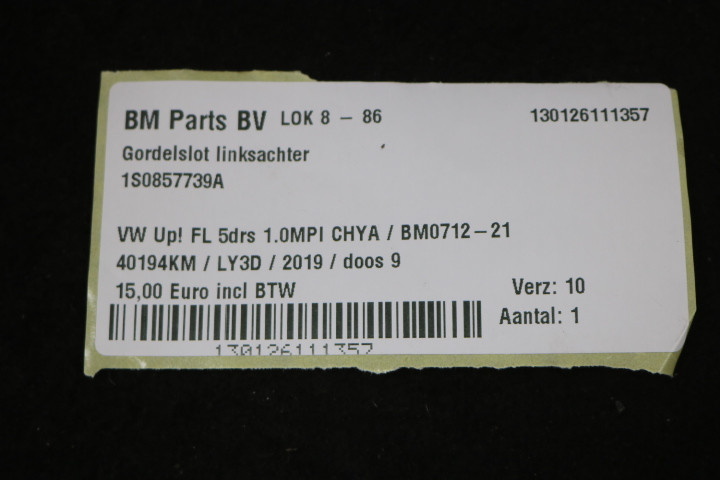 BM Parts BV LOK 8 - 86 130126111357
Gordelslot linksachter
1S0857739A
VW Up! FL 5drs 1.0MPI CHYA / BM0712-21
40194KM / LY3D / 2019 / doos 9
15,00 Euro incl BTW Verz: 10
Aantal: 1
130126111357